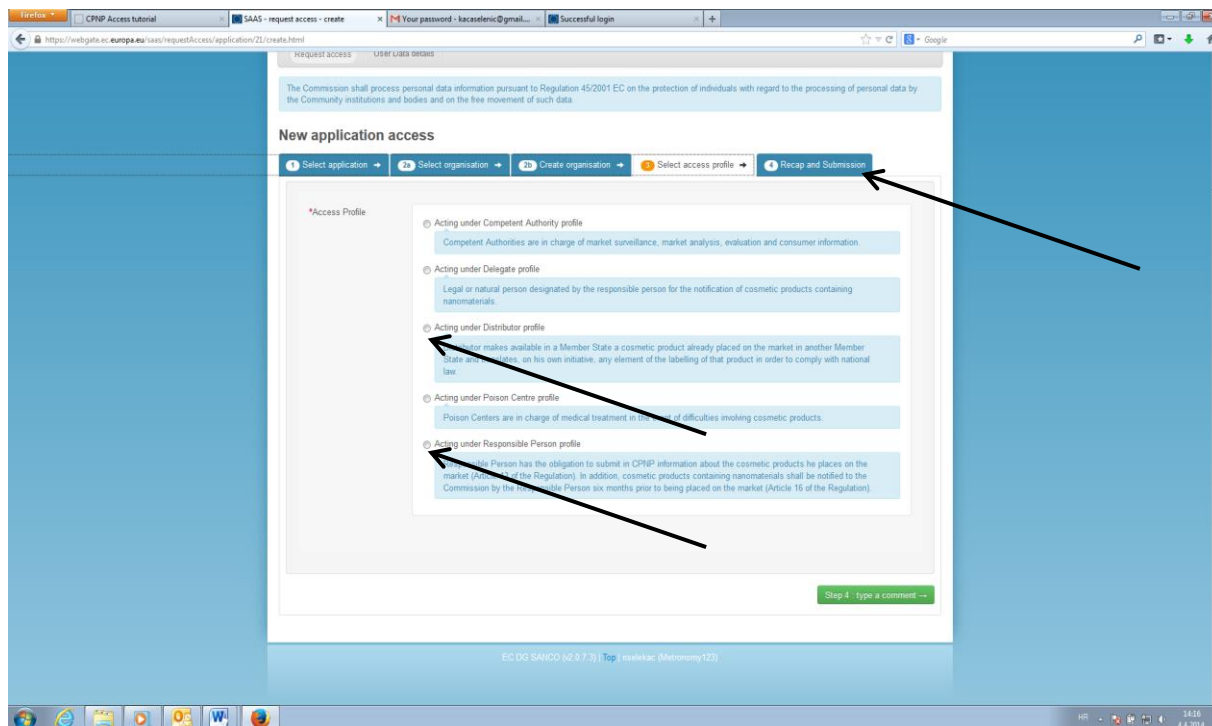 Firefox
CPNP Access tutorial
SAAS - request access - create
Your password - kacaselenic@gmail....
Successful login
https://webgate.ec.europa.eu/saas/requestAccess/application/21/create.html
Google
Request access User Data details
The Commission shall process personal data information pursuant to Regulation 45/2001 EC on the protection of individuals with regard to the processing of personal data by
the Community institutions and bodies and on the free movement of such data.
New application access
1 Select application
2a Select organisation
2b Create organisation
3 Select access profile
4 Recap and Submission
*Access Profile
Acting under Competent Authority profile
Competent Authorities are in charge of market surveillance, market analysis, evaluation and consumer information.
Acting under Delegate profile
Legal or natural person designated by the responsible person for the notification of cosmetic products containing
nanomaterials.
Acting under Distributor profile
Distributor makes available in a Member State a cosmetic product already placed on the market in another Member
State and translates, on his own initiative, any element of the labelling of that product in order to comply with national
law.
Acting under Poison Centre profile
Poison Centers are in charge of medical treatment in the event of difficulties involving cosmetic products.
Acting under Responsible Person profile
Responsible Person has the obligation to submit in CPNP information about the cosmetic products he places on the
market (Article 13 of the Regulation). In addition, cosmetic products containing nanomaterials shall be notified to the
Commission by the Responsible Person six months prior to being placed on the market (Article 16 of the Regulation).
Step 4 : type a comment →
EC DG SANCO (v2.0.7.3) | Top | nselekac (Metronomy123)
HR
14:16
4.4.2014